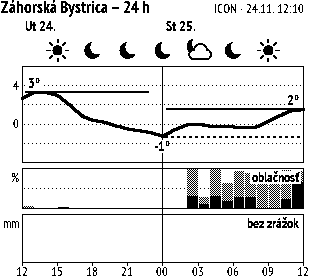 Záhorská Bystrica – 24 h
ICON · 24.11. 12:10
Ut 24.
St 25.
4
3°
2°
0
-1°
%
oblačnosť
mm
bez zrážok
12 15 18 21 00 03 06 09 12